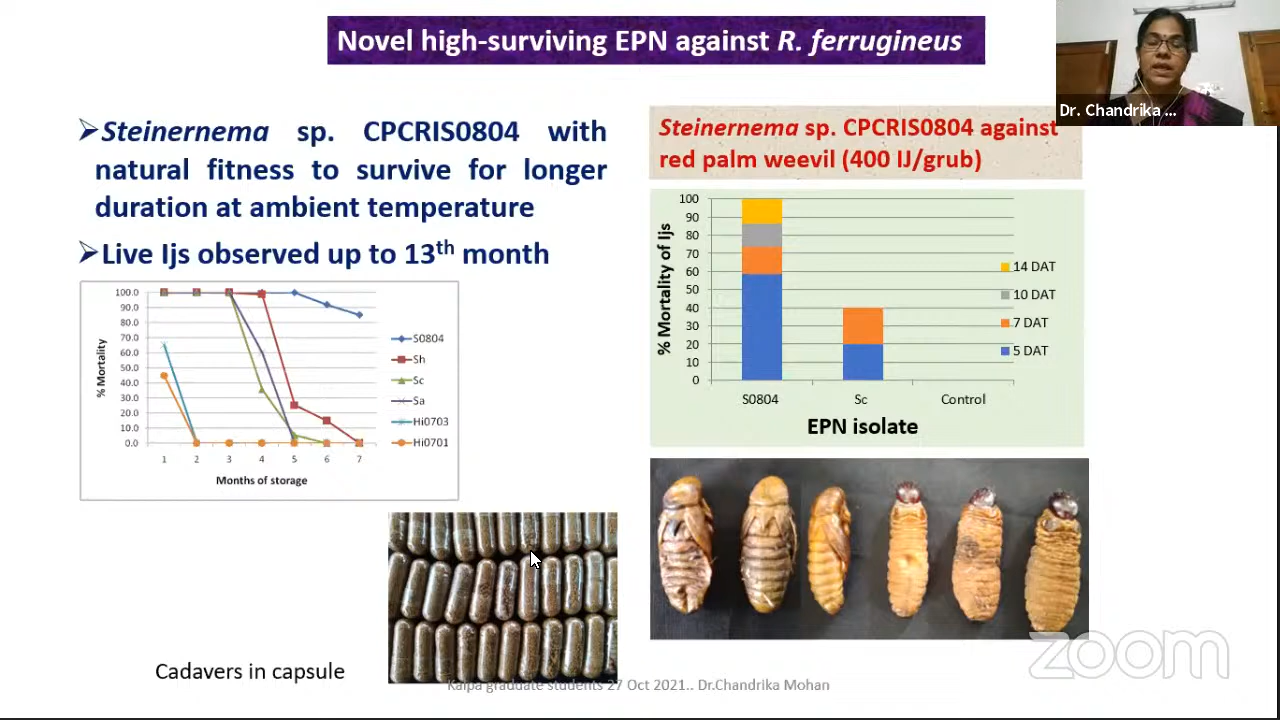 Novel high-surviving EPN against R. ferrugineus
Dr. Chandrika ...
➢Steinernema sp. CPCRIS0804 with
natural fitness to survive for longer
duration at ambient temperature
➢Live Ijs observed up to 13th month
100.0
90.0
80.0
70.0
60.0
50.0
40.0
30.0
20.0
10.0
0.0
% Mortality
1 2 3 4 5 6 7
Months of storage
S0804
Sh
Sc
Sa
Hi0703
Hi0701
Steinernema sp. CPCRIS0804 against
red palm weevil (400 IJ/grub)
100
90
80
70
60
50
40
30
20
10
0
% Mortality of Ijs
14 DAT
10 DAT
7 DAT
5 DAT
S0804 Sc Control
EPN isolate
Cadavers in capsule
Kalpa graduate students 27 Oct 2021.. Dr.Chandrika Mohan
zoom